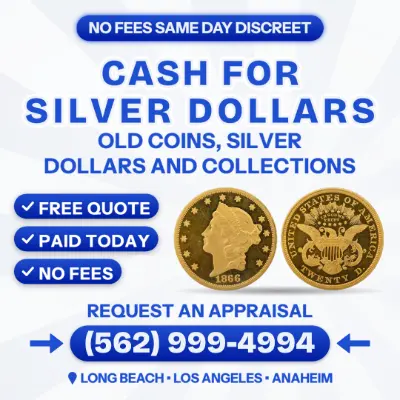 NO FEES SAME DAY DISCREET
CASH FOR
SILVER DOLLARS
OLD COINS, SILVER
DOLLARS AND COLLECTIONS
✓ FREE QUOTE
✓ PAID TODAY
✓ NO FEES
1866
UNITED STATES OF AMERICA
TWENTY D.
REQUEST AN APPRAISAL
(562) 999-4994
LONG BEACH • LOS ANGELES • ANAHEIM